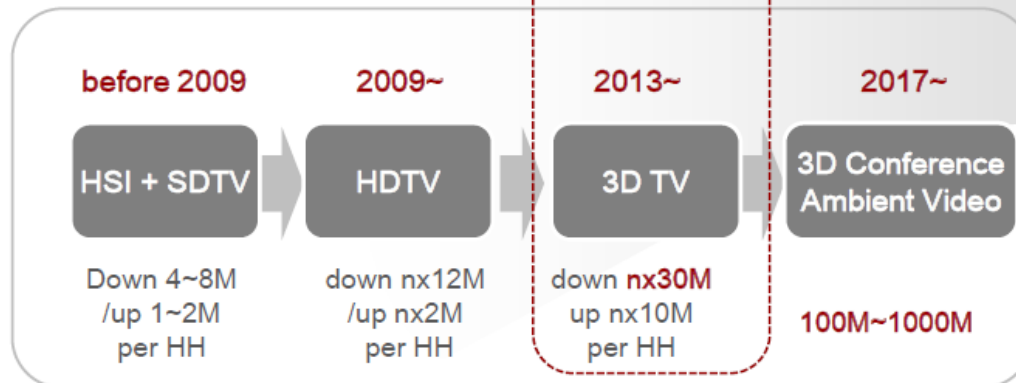 before 2009
2009~
2013~
2017~
HSI + SDTV
HDTV
3D TV
3D Conference
Ambient Video
Down 4~8M
/up 1~2M
per HH
down nx12M
/up nx2M
per HH
down nx30M
up nx10M
per HH
100M~1000M